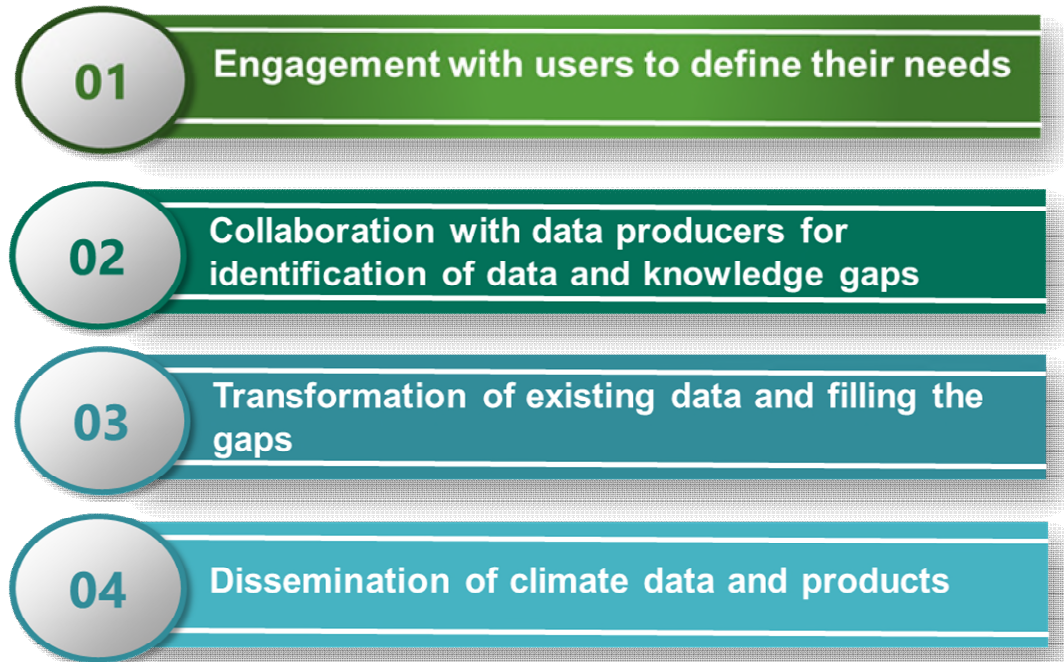 01
Engagement with users to define their needs
02
Collaboration with data producers for
identification of data and knowledge gaps
03
Transformation of existing data and filling the
gaps
04
Dissemination of climate data and products